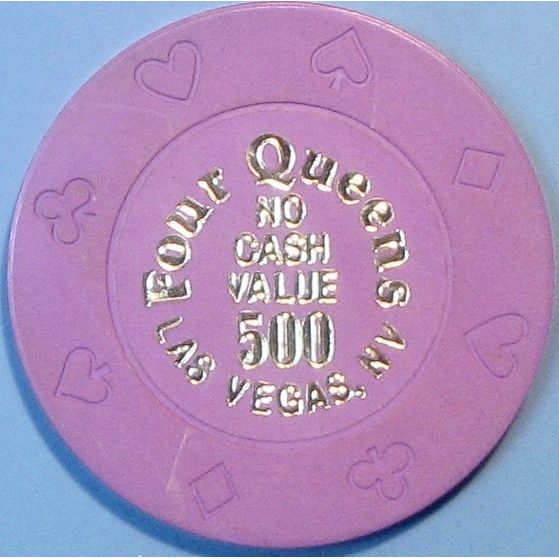 Four Queens
NO
CASH
VALUE
500
LAS VEGAS, NV